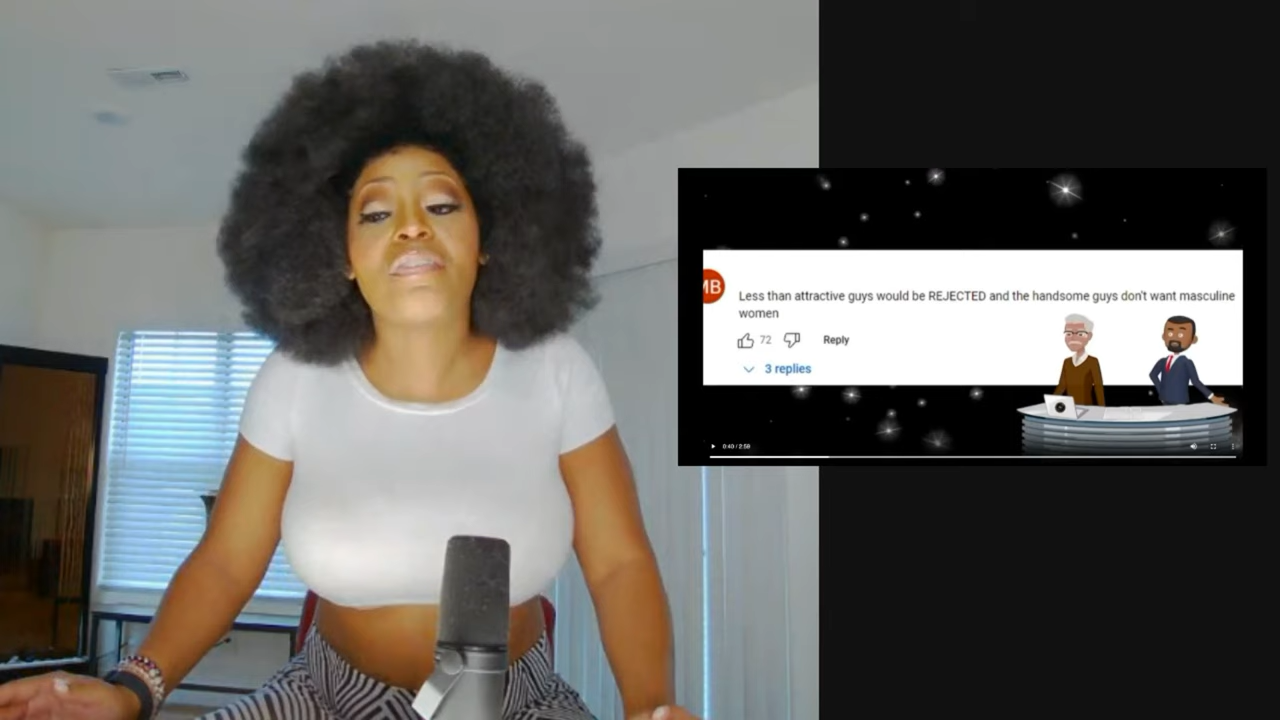 MB
Less than attractive guys would be REJECTED and the handsome guys don't want masculine
women
72
Reply
3 replies
0:40 / 2:59